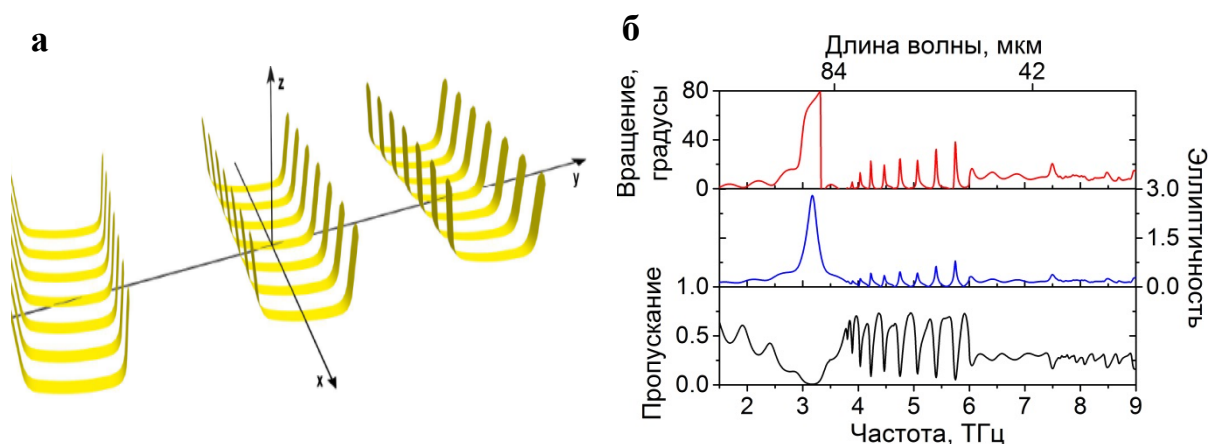 а
z
y
x
б
Длина волны, мкм
84 42
Вращение,
градусы
80
40
0
Эллиптичность
3.0
1.5
0.0
Пропускание
1.0
0.5
0.0
2 3 4 5 6 7 8 9
Частота, ТГц